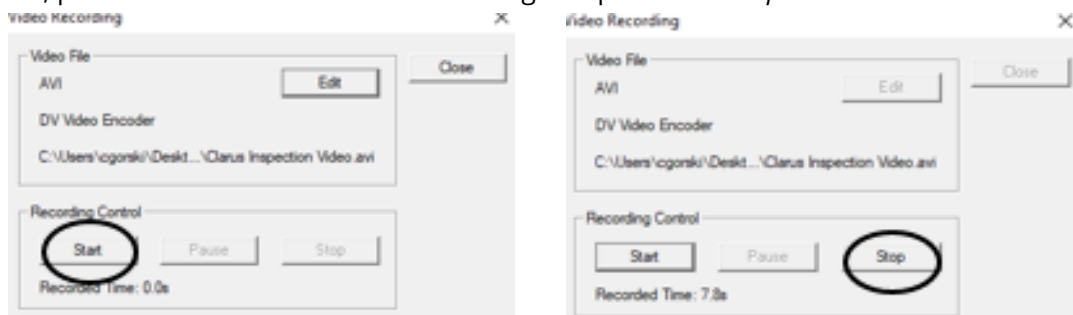 Video Recording
Video File
Close
AVI
Edit
DV Video Encoder
C:\Users\cgorski\Deskt...\Clarus Inspection Video.avi
Recording Control
Start
Pause
Stop
Recorded Time: 0.0s
Video Recording
Video File
Close
AVI
Edit
DV Video Encoder
C:\Users\cgorski\Deskt...\Clarus Inspection Video.avi
Recording Control
Start
Pause
Stop
Recorded Time: 7.8s